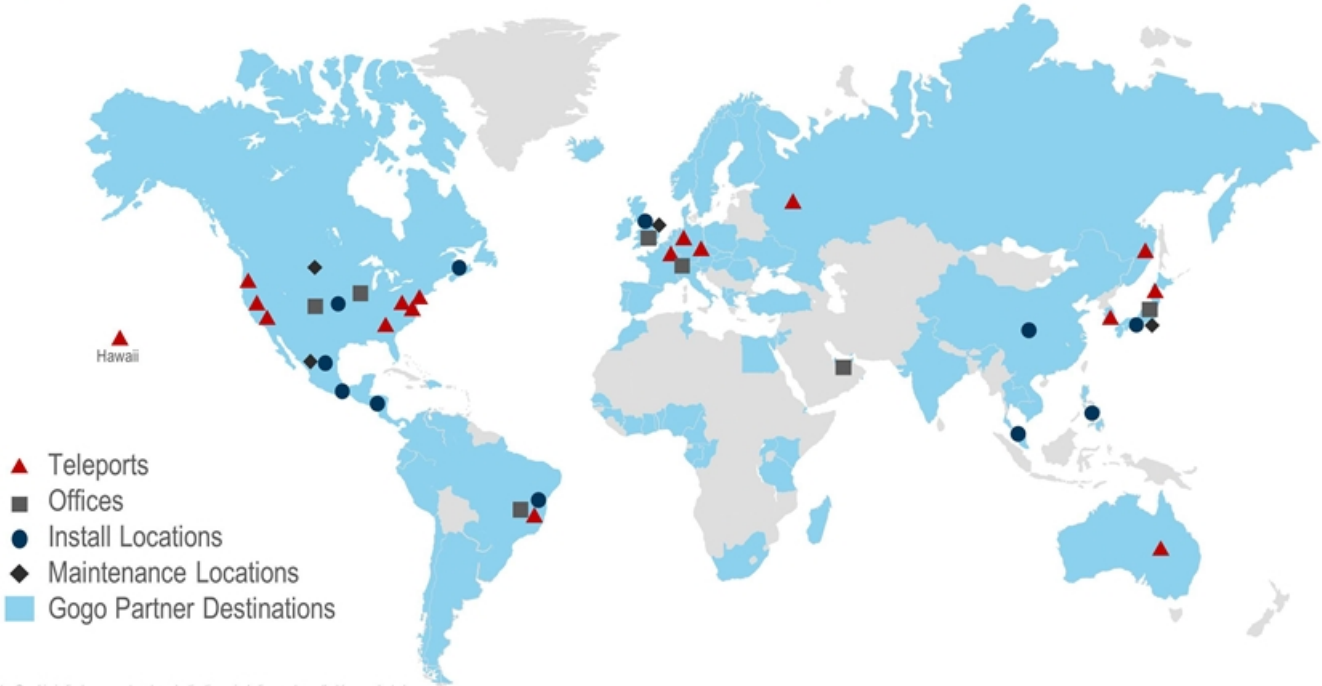 Hawaii
Teleports
Offices
Install Locations
Maintenance Locations
Gogo Partner Destinations